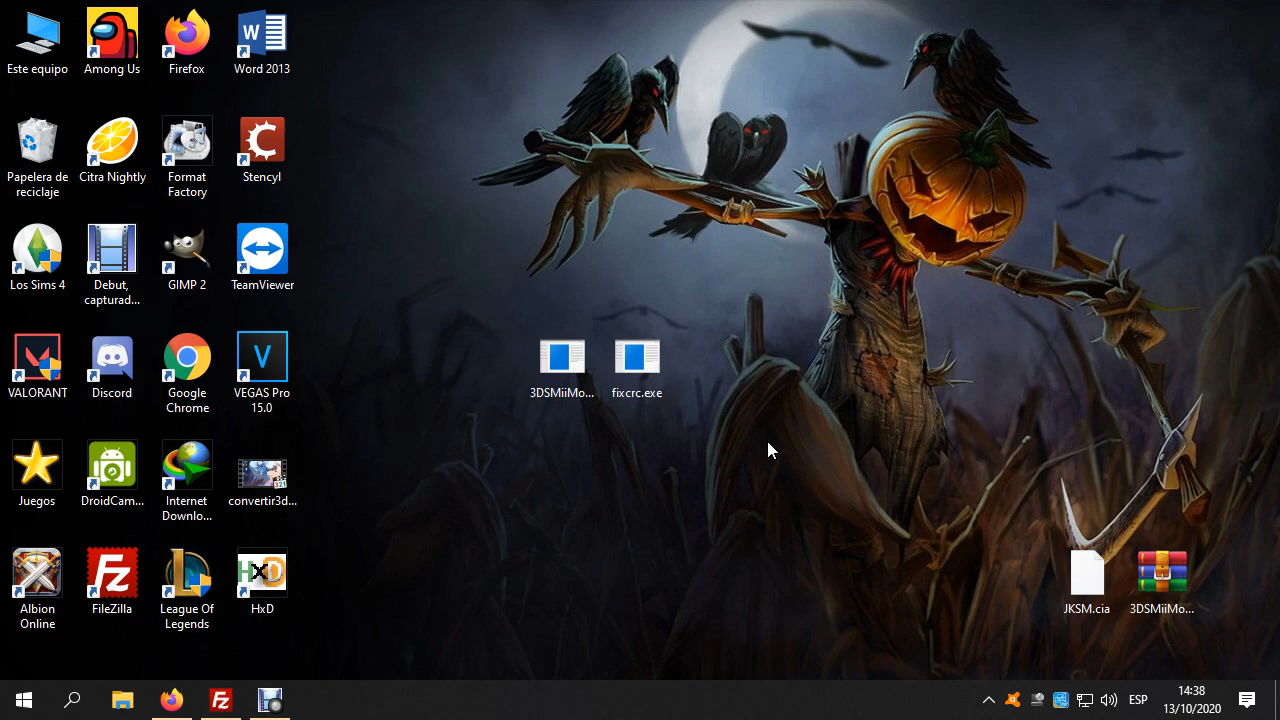 Este equipo
Among Us
Firefox
Word 2013
Papelera de
reciclaje
Citra Nightly
Format
Factory
Stencyl
Los Sims 4
Debut,
capturad...
GIMP 2
TeamViewer
VALORANT
Discord
Google
Chrome
VEGAS Pro
15.0
3DSMiiMo...
fixcrc.exe
Juegos
DroidCam...
Internet
Downlo...
convertir3d...
Albion
Online
FileZilla
League Of
Legends
HxD
HxD
JKSM.cia
3DSMiiMo...
ESP
14:38
13/10/2020